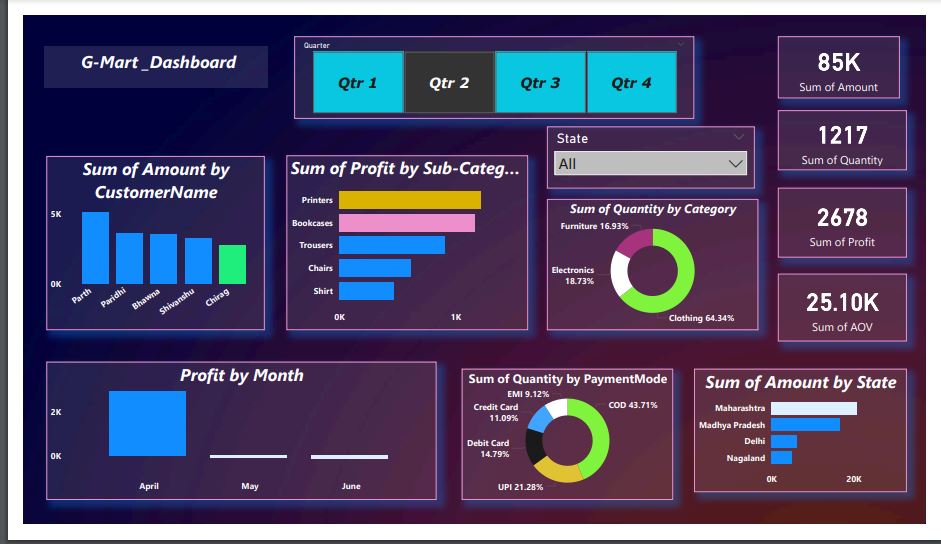 G-Mart _Dashboard
Quarter
Qtr 1
Qtr 2
Qtr 3
Qtr 4
85K
Sum of Amount
1217
Sum of Quantity
2678
Sum of Profit
25.10K
Sum of AOV
State
All
Sum of Amount by
CustomerName
5K
0K
Parth
Paridhi
Bhawna
Shivanshu
Chirag
Sum of Profit by Sub-Categ...
Printers
Bookcases
Trousers
Chairs
Shirt
0K
1K
Sum of Quantity by Category
Furniture 16.93%
Electronics
18.73%
Clothing 64.34%
Profit by Month
2K
0K
April
May
June
Sum of Quantity by PaymentMode
EMI 9.12%
COD 43.71%
Credit Card
11.09%
Debit Card
14.79%
UPI 21.28%
Sum of Amount by State
Maharashtra
Madhya Pradesh
Delhi
Nagaland
0K
20K